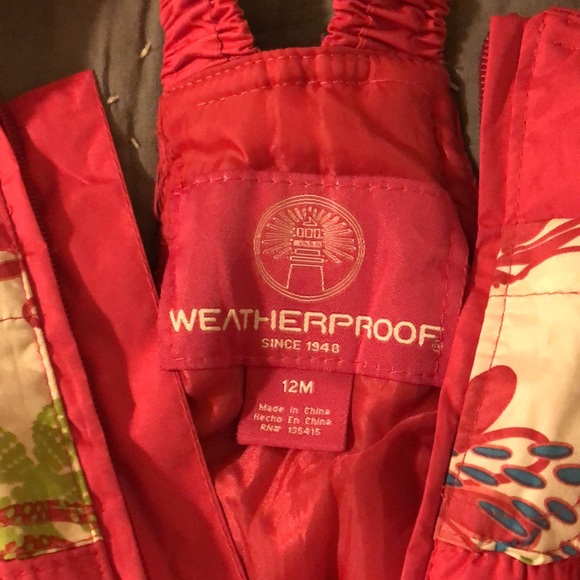 WEATHERPROOF
SINCE 1948
12M
Made In China
Hecho En China
RN# 135415